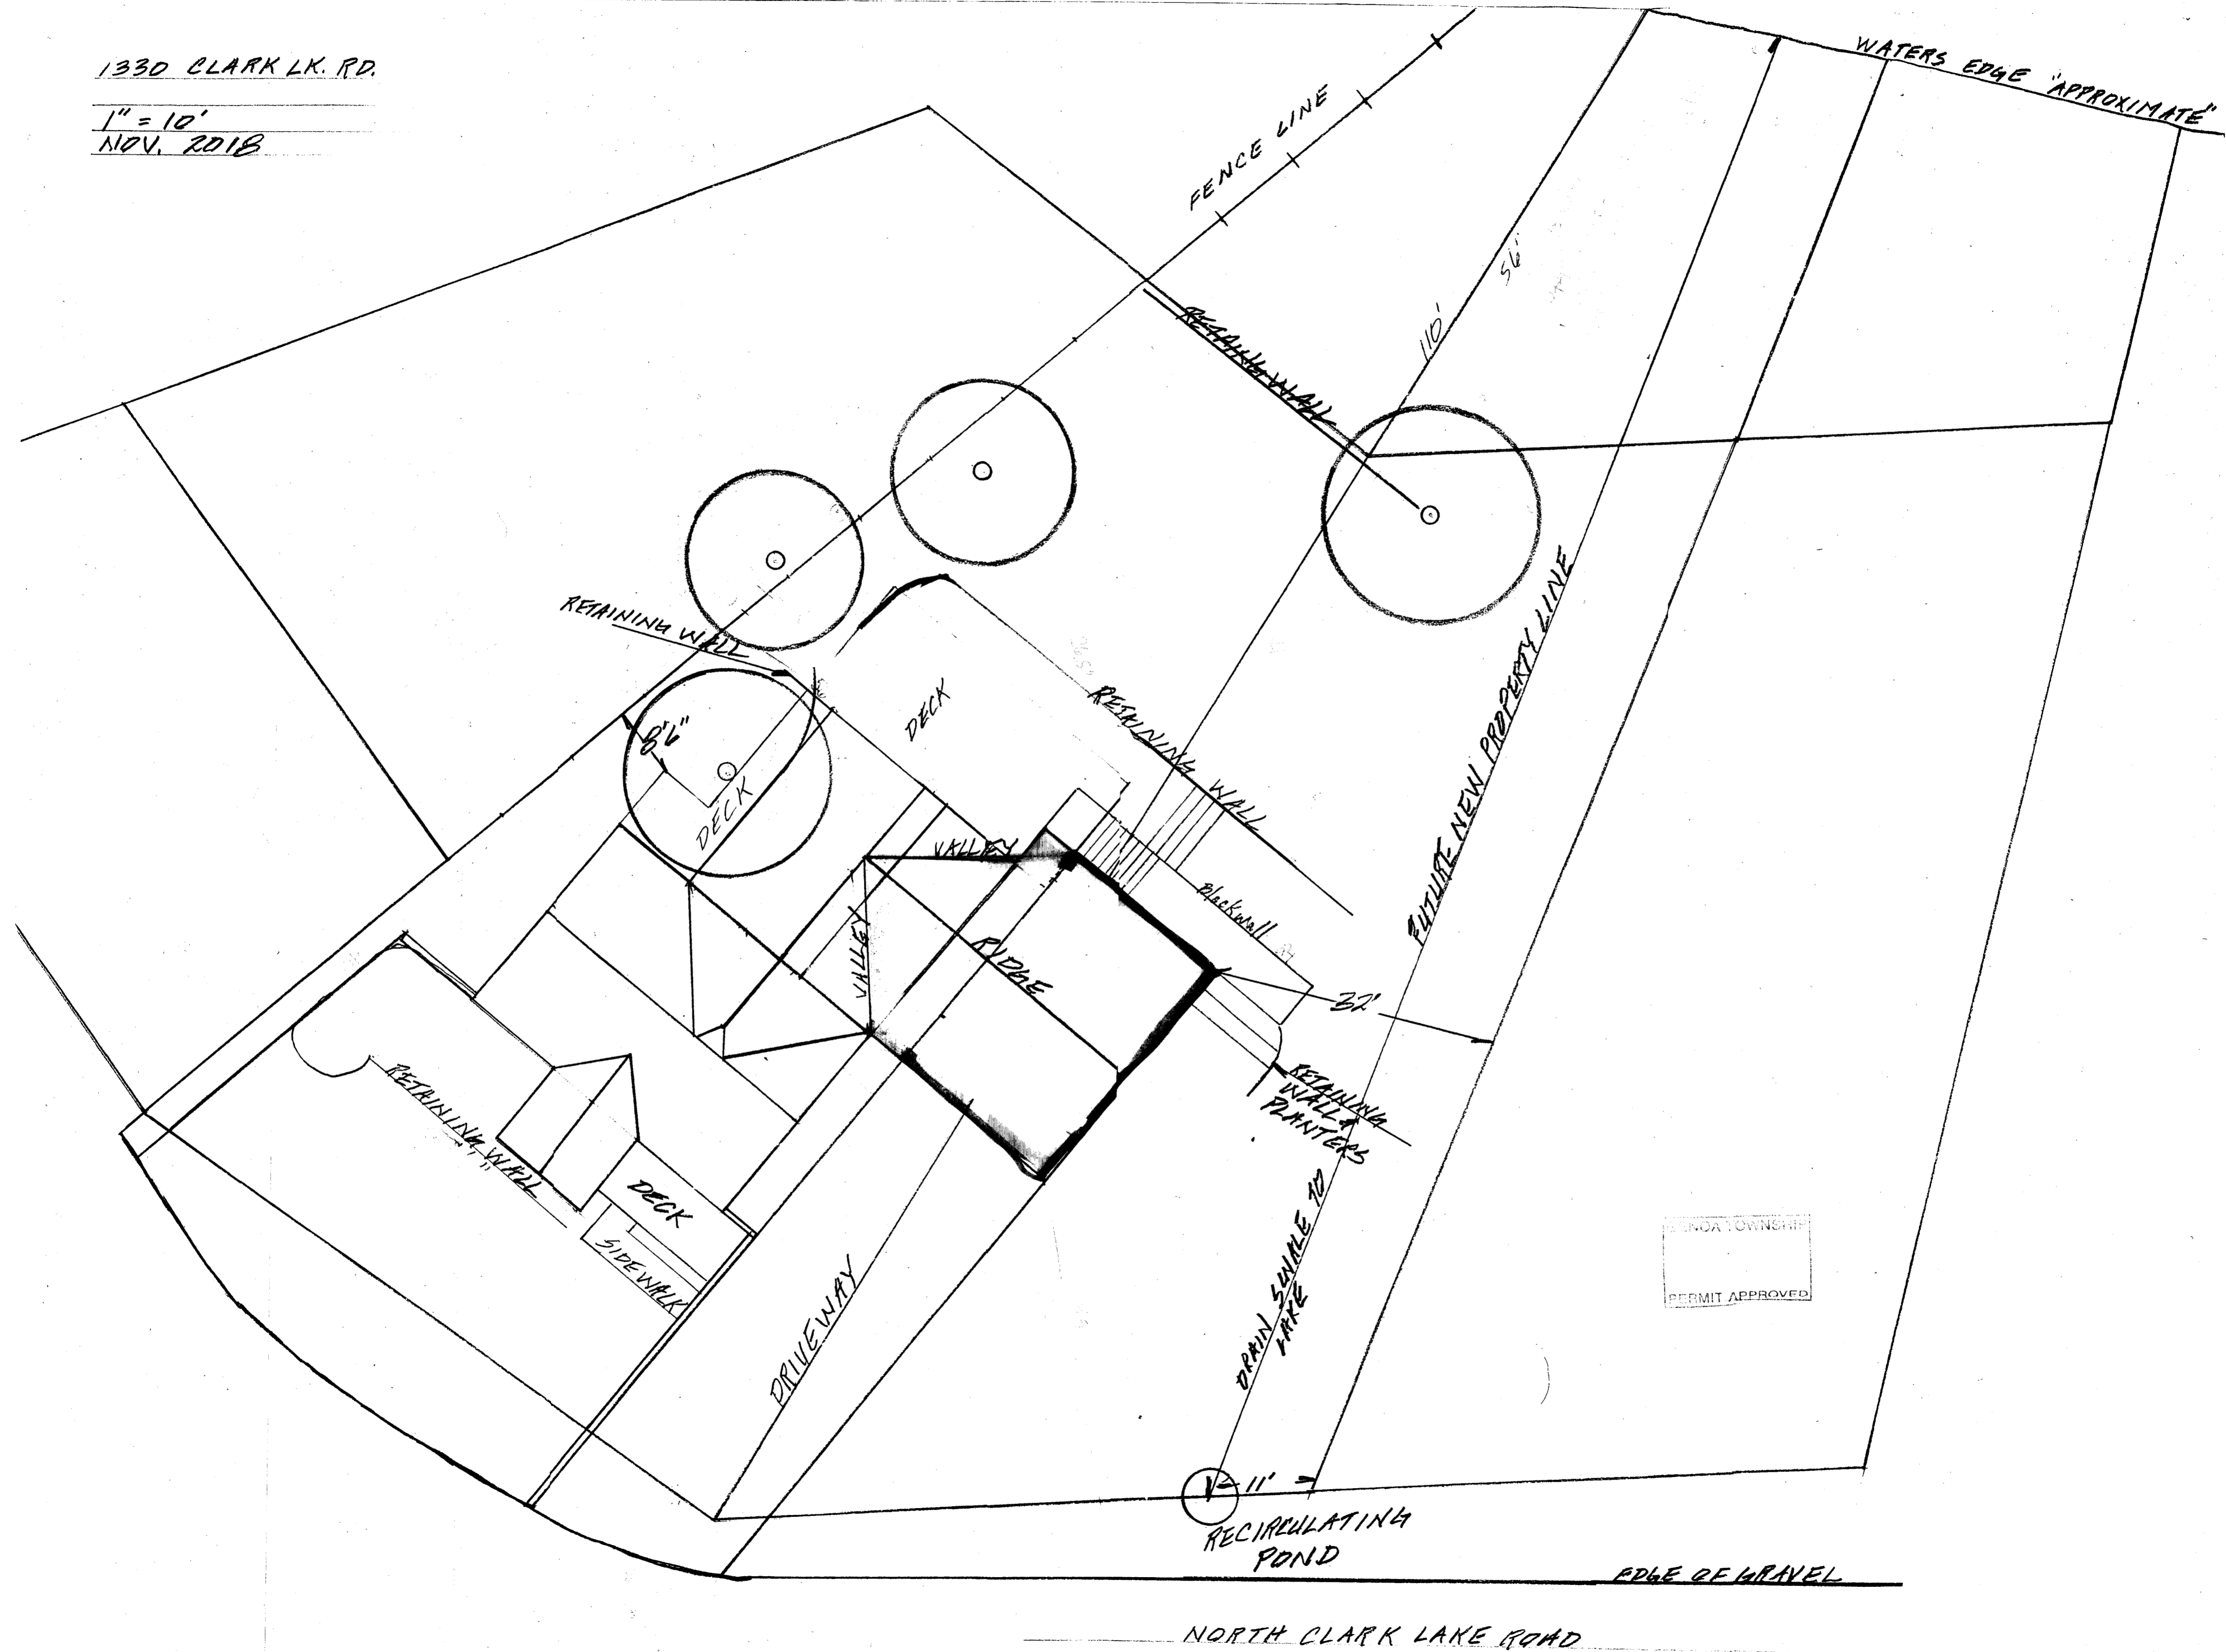 1330 CLARK LK. RD.
1" = 10'
NOV. 2018
WATERS EDGE "APPROXIMATE"
FENCE LINE
56'
110'
RETAING WALL
RETAINING WALL
8'6"
DECK
DECK
RETAINING WALL
FUTURE NEW PROPERTY LINE
VALLEY
VALLEY
RIDGE
Blockwall
32'
RETAINING
WALL &
PLANTERS
RETAINING WALL
DECK
SIDEWALK
DRIVEWAY
DRAIN SWALE TO
LAKE
GENOA TOWNSHIP
PERMIT APPROVED
11'
RECIRCULATING
POND
EDGE OF GRAVEL
NORTH CLARK LAKE ROAD